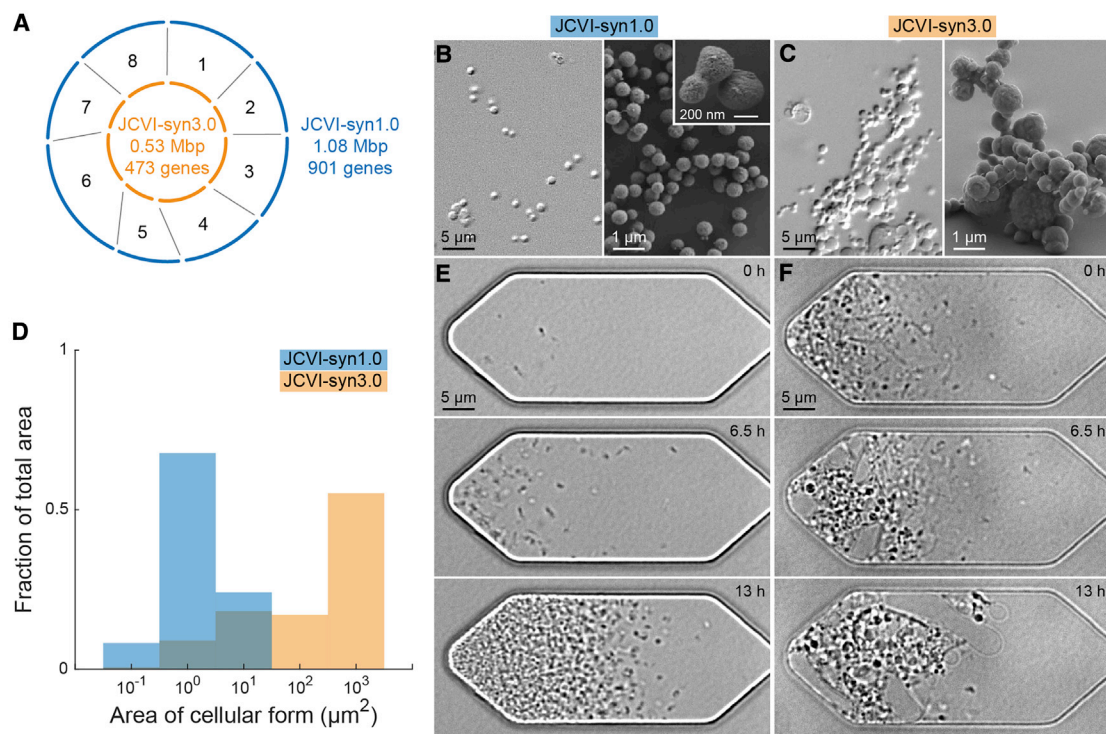 JCVI-syn1.0
JCVI-syn3.0
A
8
1
7
2
6
3
5
4
JCVI-syn3.0
0.53 Mbp
473 genes
JCVI-syn1.0
1.08 Mbp
901 genes
B
5 µm
200 nm
1 µm
C
5 µm
1 µm
D
1
0.5
0
Fraction of total area
JCVI-syn1.0
JCVI-syn3.0
10⁻¹
10⁰
10¹
10²
10³
Area of cellular form (µm²)
E
0 h
5 µm
6.5 h
13 h
F
0 h
5 µm
6.5 h
13 h